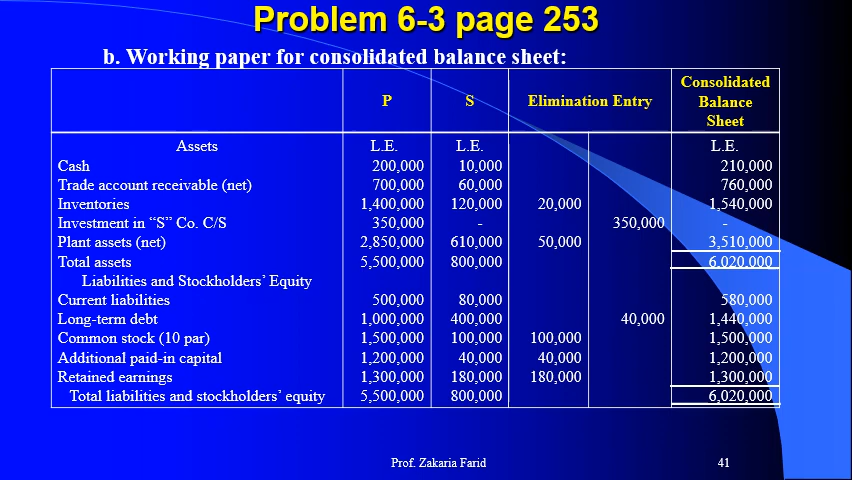 Problem 6-3 page 253
b. Working paper for consolidated balance sheet:
P S Elimination Entry Consolidated Balance Sheet
Assets L.E. L.E. L.E.
Cash 200,000 10,000 210,000
Trade account receivable (net) 700,000 60,000 760,000
Inventories 1,400,000 120,000 20,000 1,540,000
Investment in “S” Co. C/S 350,000 - 350,000 -
Plant assets (net) 2,850,000 610,000 50,000 3,510,000
Total assets 5,500,000 800,000 6,020,000
Liabilities and Stockholders’ Equity
Current liabilities 500,000 80,000 580,000
Long-term debt 1,000,000 400,000 40,000 1,440,000
Common stock (10 par) 1,500,000 100,000 100,000 1,500,000
Additional paid-in capital 1,200,000 40,000 40,000 1,200,000
Retained earnings 1,300,000 180,000 180,000 1,300,000
Total liabilities and stockholders’ equity 5,500,000 800,000 6,020,000
Prof. Zakaria Farid 41